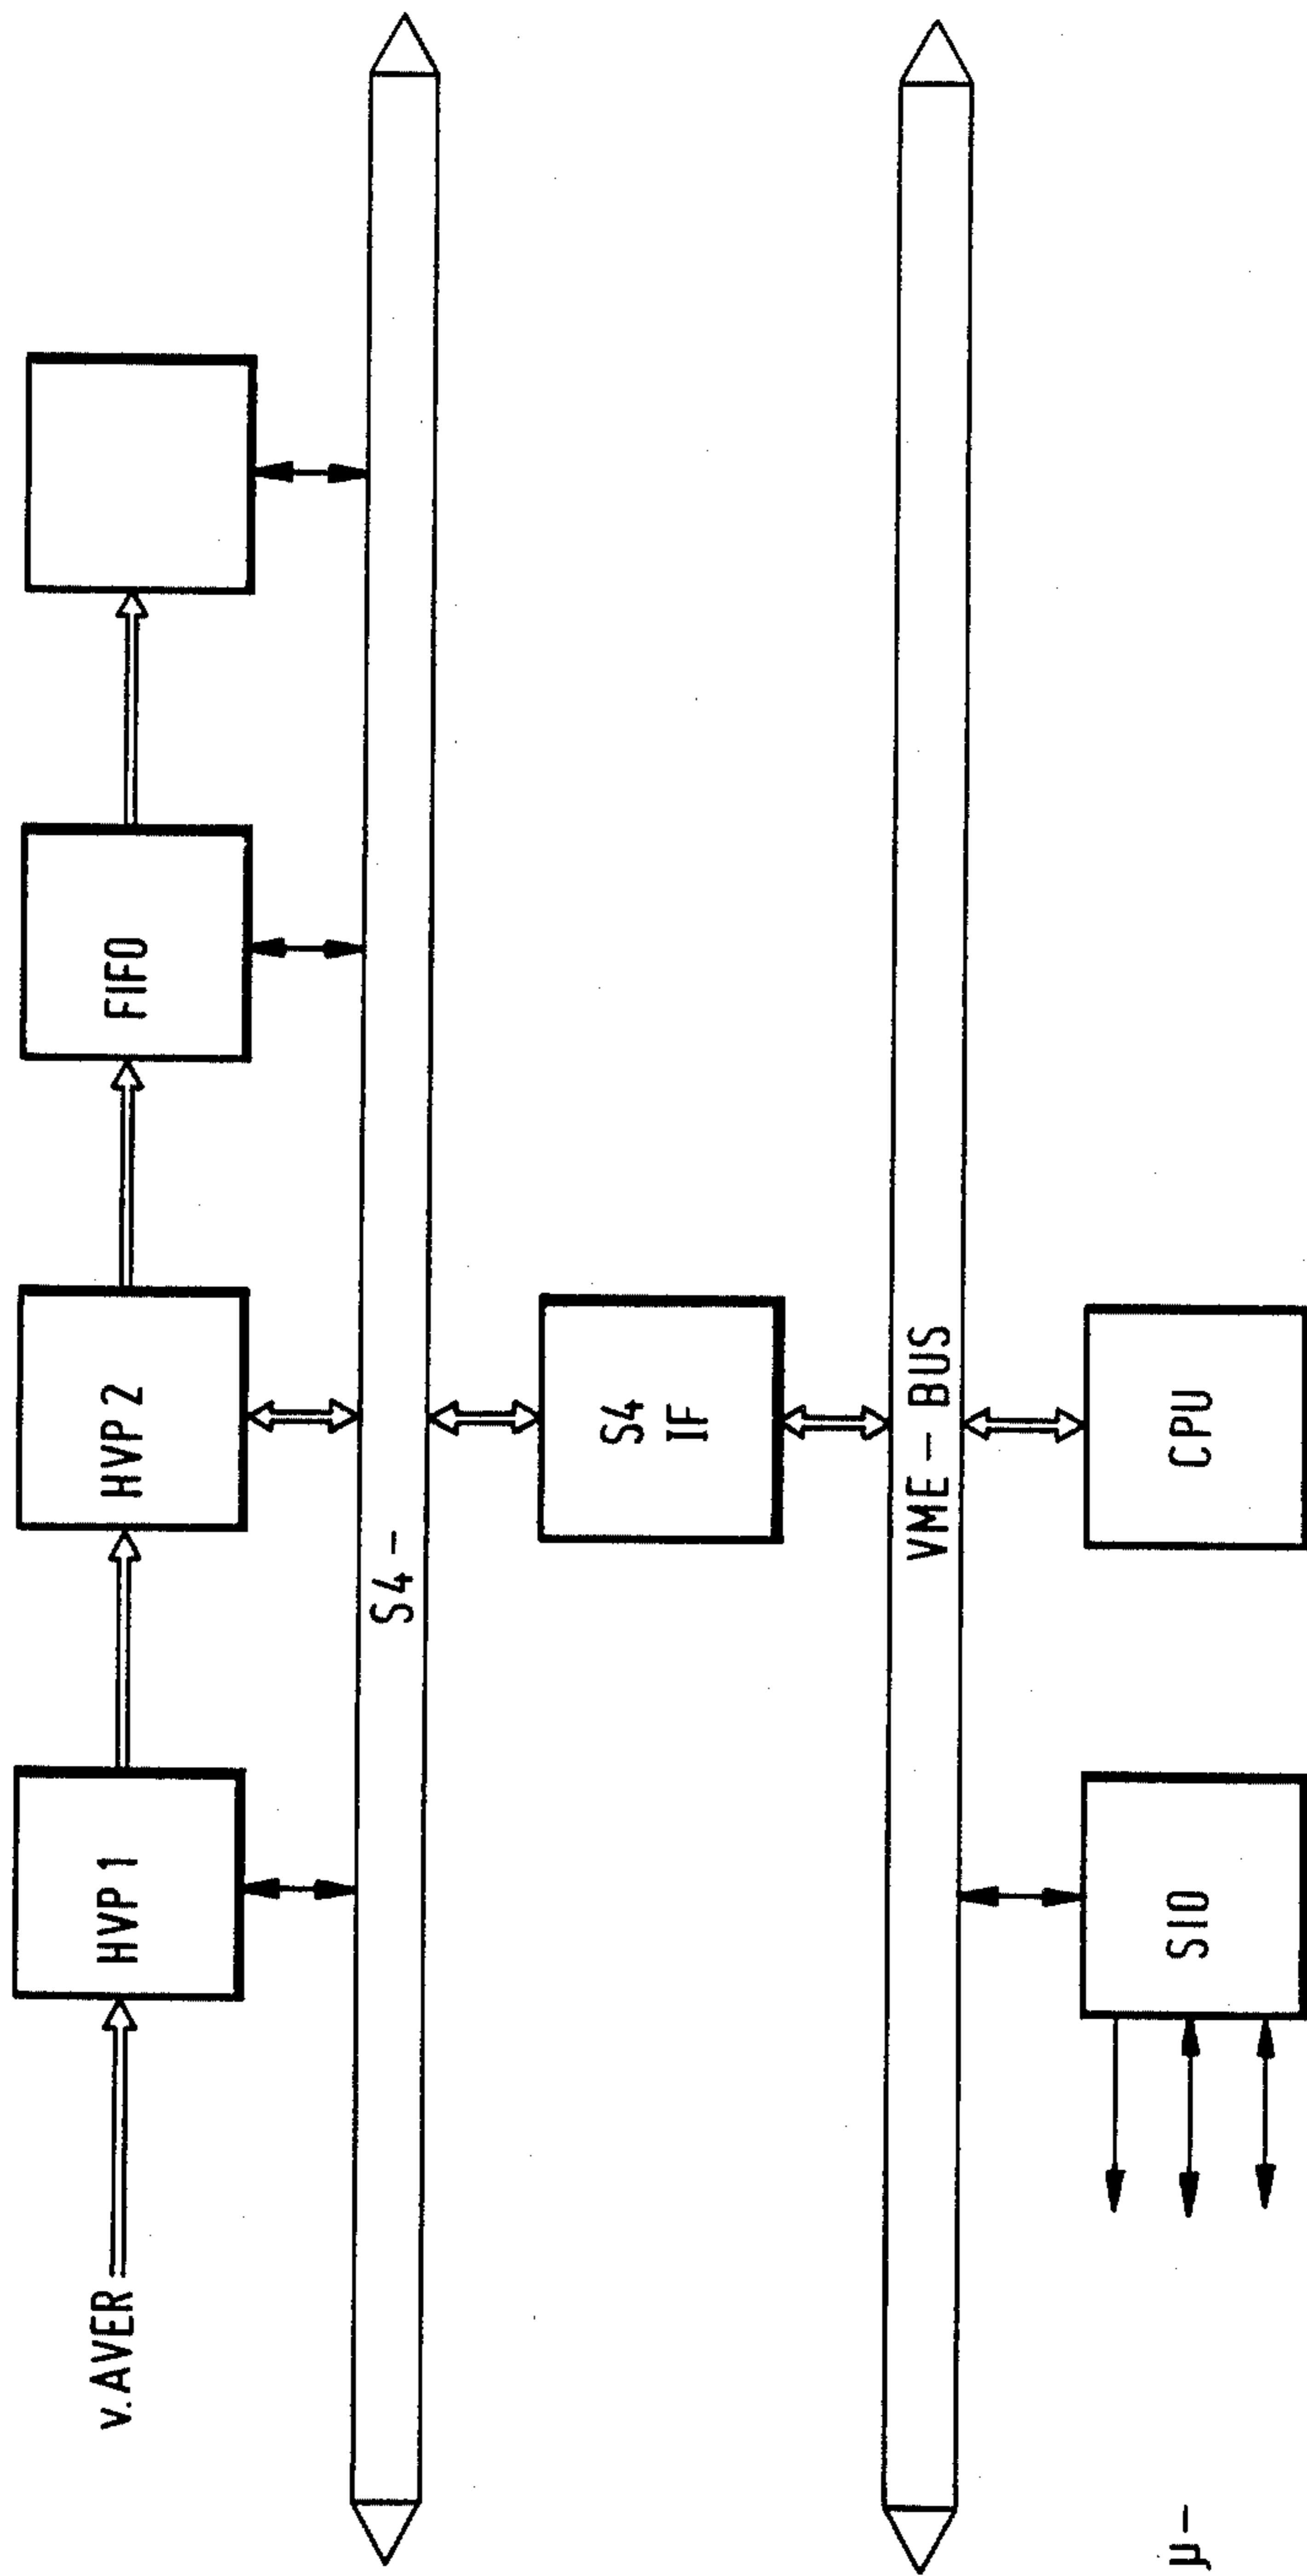 v.AVER
HVP 1
HVP 2
FIFO
S4 -
S4
IF
VME - BUS
SIO
CPU
μ-